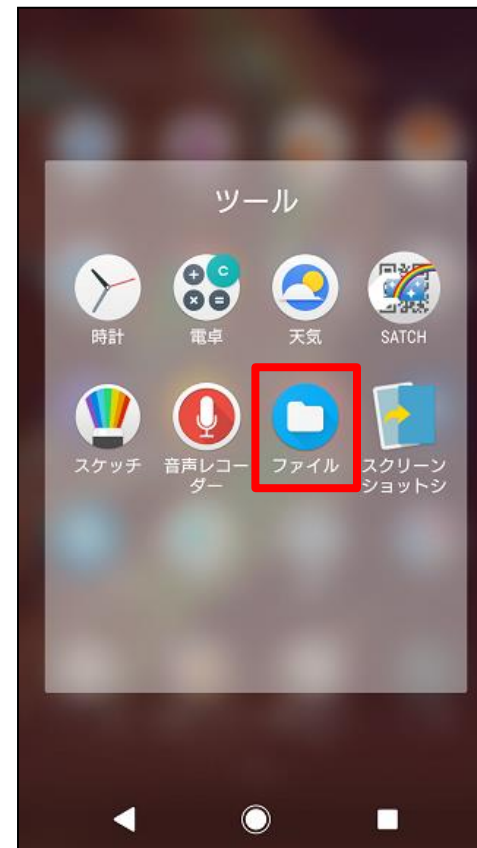 ツール
時計 電卓 天気 SATCH
スケッチ 音声レコー ファイル スクリーン
ダー ショットシ